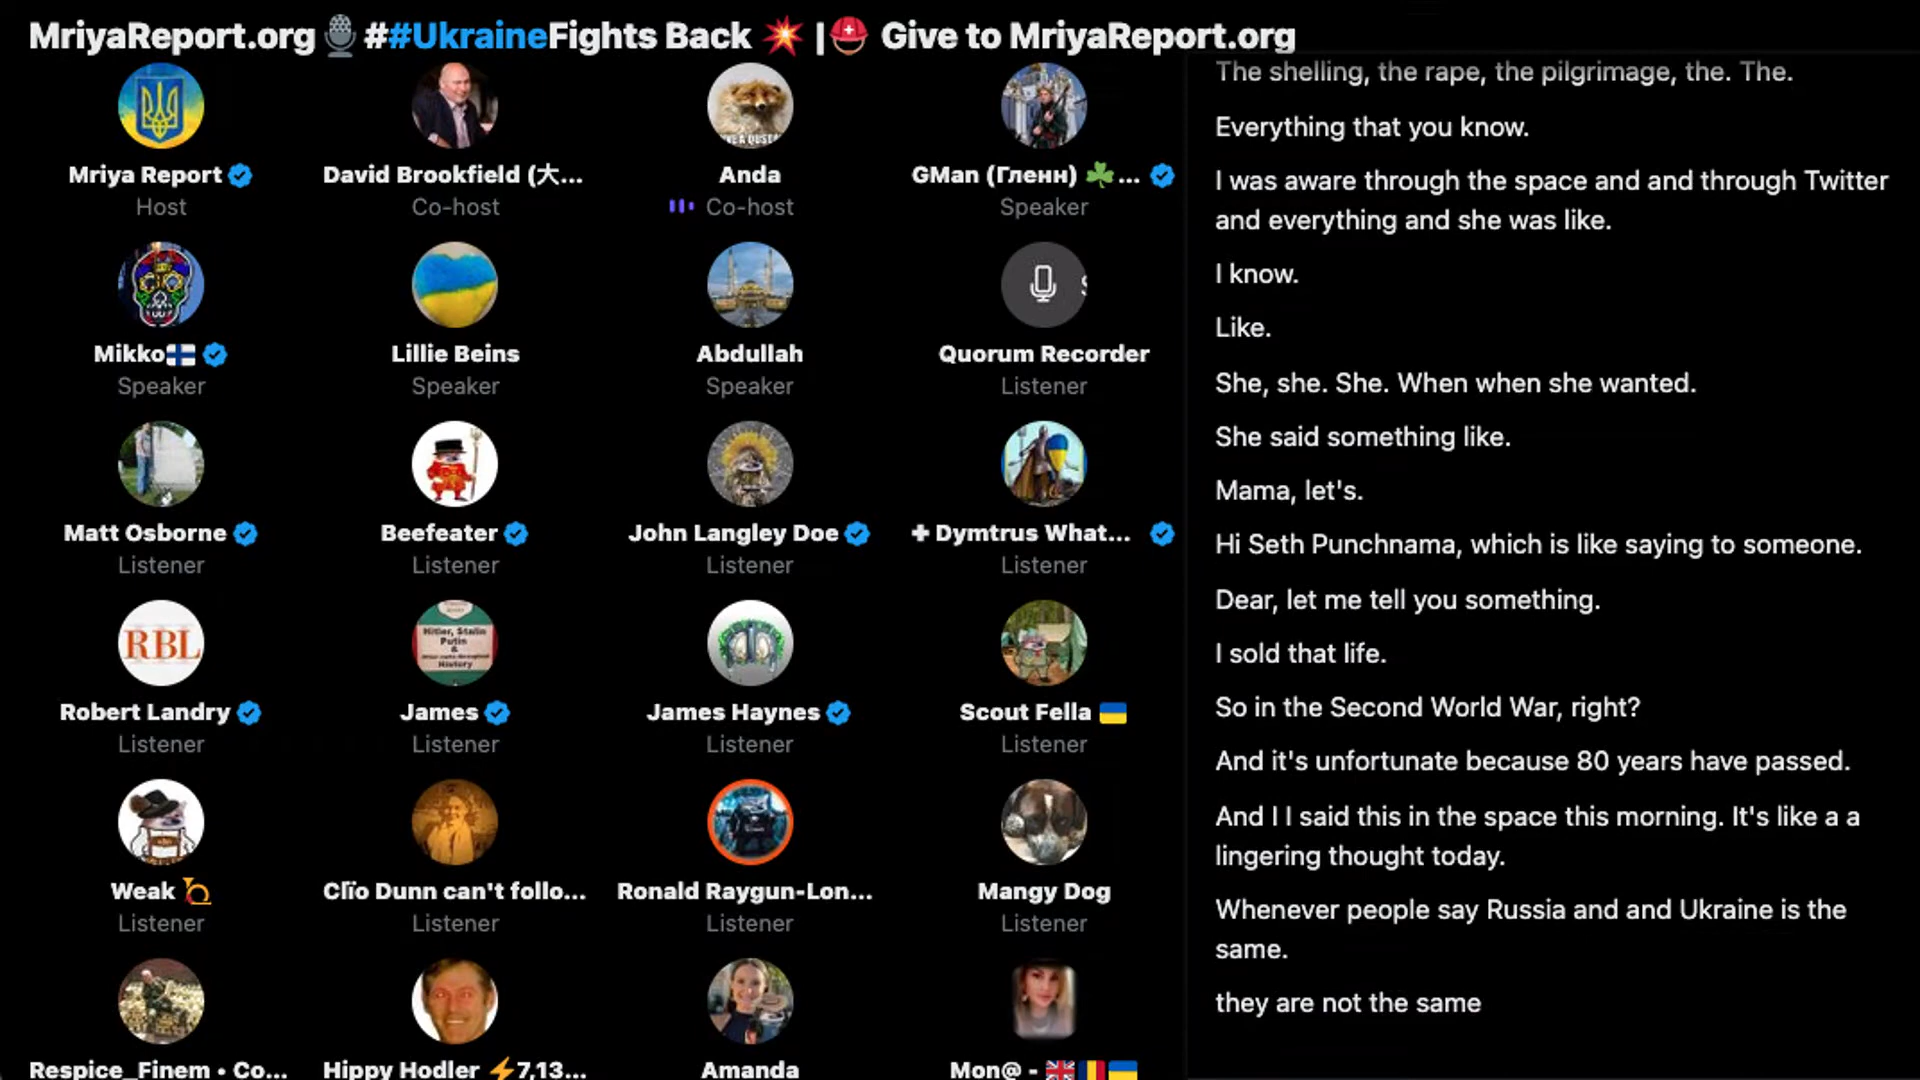 MriyaReport.org🎙️##UkraineFights Back 💥 |⛑️ Give to MriyaReport.org
Mriya Report
Host
David Brookfield (大...
Co-host
Anda
Co-host
GMan (Гленн) ☘️...
Speaker
Mikko🇫🇮
Speaker
Lillie Beins
Speaker
Abdullah
Speaker
Quorum Recorder
Listener
Matt Osborne
Listener
Beefeater
Listener
John Langley Doe
Listener
✚ Dymtrus What...
Listener
RBL
Robert Landry
Listener
Hitler, Stalin
Putin
&
History
James
Listener
James Haynes
Listener
Scout Fella 🇺🇦
Listener
Weak 📯
Listener
Clïo Dunn can't follo...
Listener
Ronald Raygun-Lon...
Listener
Mangy Dog
Listener
Respice_Finem • Co...
Hippy Hodler ⚡7,13...
Amanda
Mon@ - 🇬🇧🇷🇴🇺🇦
The shelling, the rape, the pilgrimage, the. The.
Everything that you know.
I was aware through the space and and through Twitter
and everything and she was like.
I know.
Like.
She, she. She. When when she wanted.
She said something like.
Mama, let's.
Hi Seth Punchnama, which is like saying to someone.
Dear, let me tell you something.
I sold that life.
So in the Second World War, right?
And it's unfortunate because 80 years have passed.
And I I said this in the space this morning. It's like a a
lingering thought today.
Whenever people say Russia and and Ukraine is the
same.
they are not the same